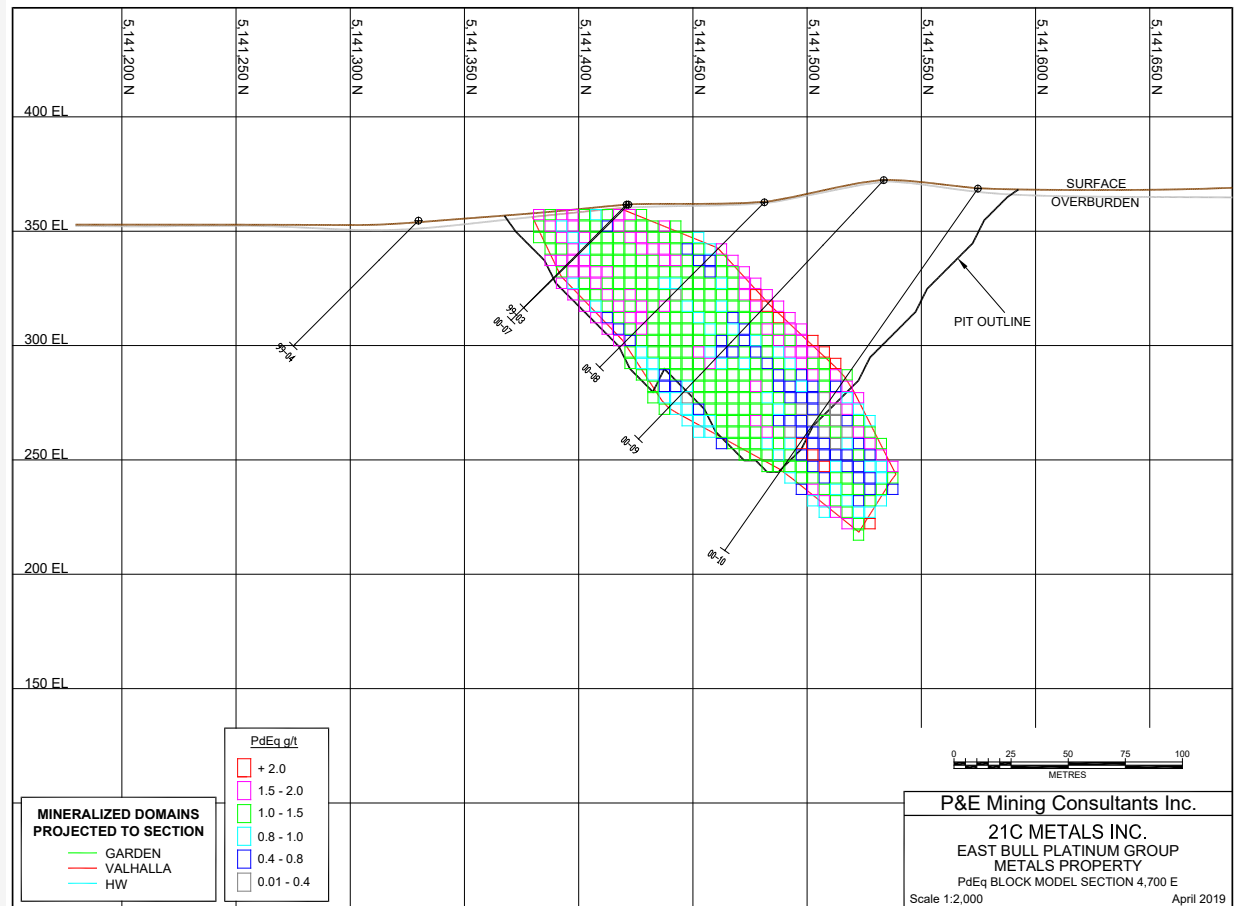 5,141,200 N
5,141,250 N
5,141,300 N
5,141,350 N
5,141,400 N
5,141,450 N
5,141,500 N
5,141,550 N
5,141,600 N
5,141,650 N
400 EL
SURFACE
OVERBURDEN
350 EL
PIT OUTLINE
99-03
00-07
300 EL
99-04
00-08
00-09
250 EL
00-10
200 EL
150 EL
PdEq g/t
+ 2.0
1.5 - 2.0
1.0 - 1.5
0.8 - 1.0
0.4 - 0.8
0.01 - 0.4
MINERALIZED DOMAINS
PROJECTED TO SECTION
GARDEN
VALHALLA
HW
0 25 50 75 100
METRES
P&E Mining Consultants Inc.
21C METALS INC.
EAST BULL PLATINUM GROUP
METALS PROPERTY
PdEq BLOCK MODEL SECTION 4,700 E
Scale 1:2,000 April 2019